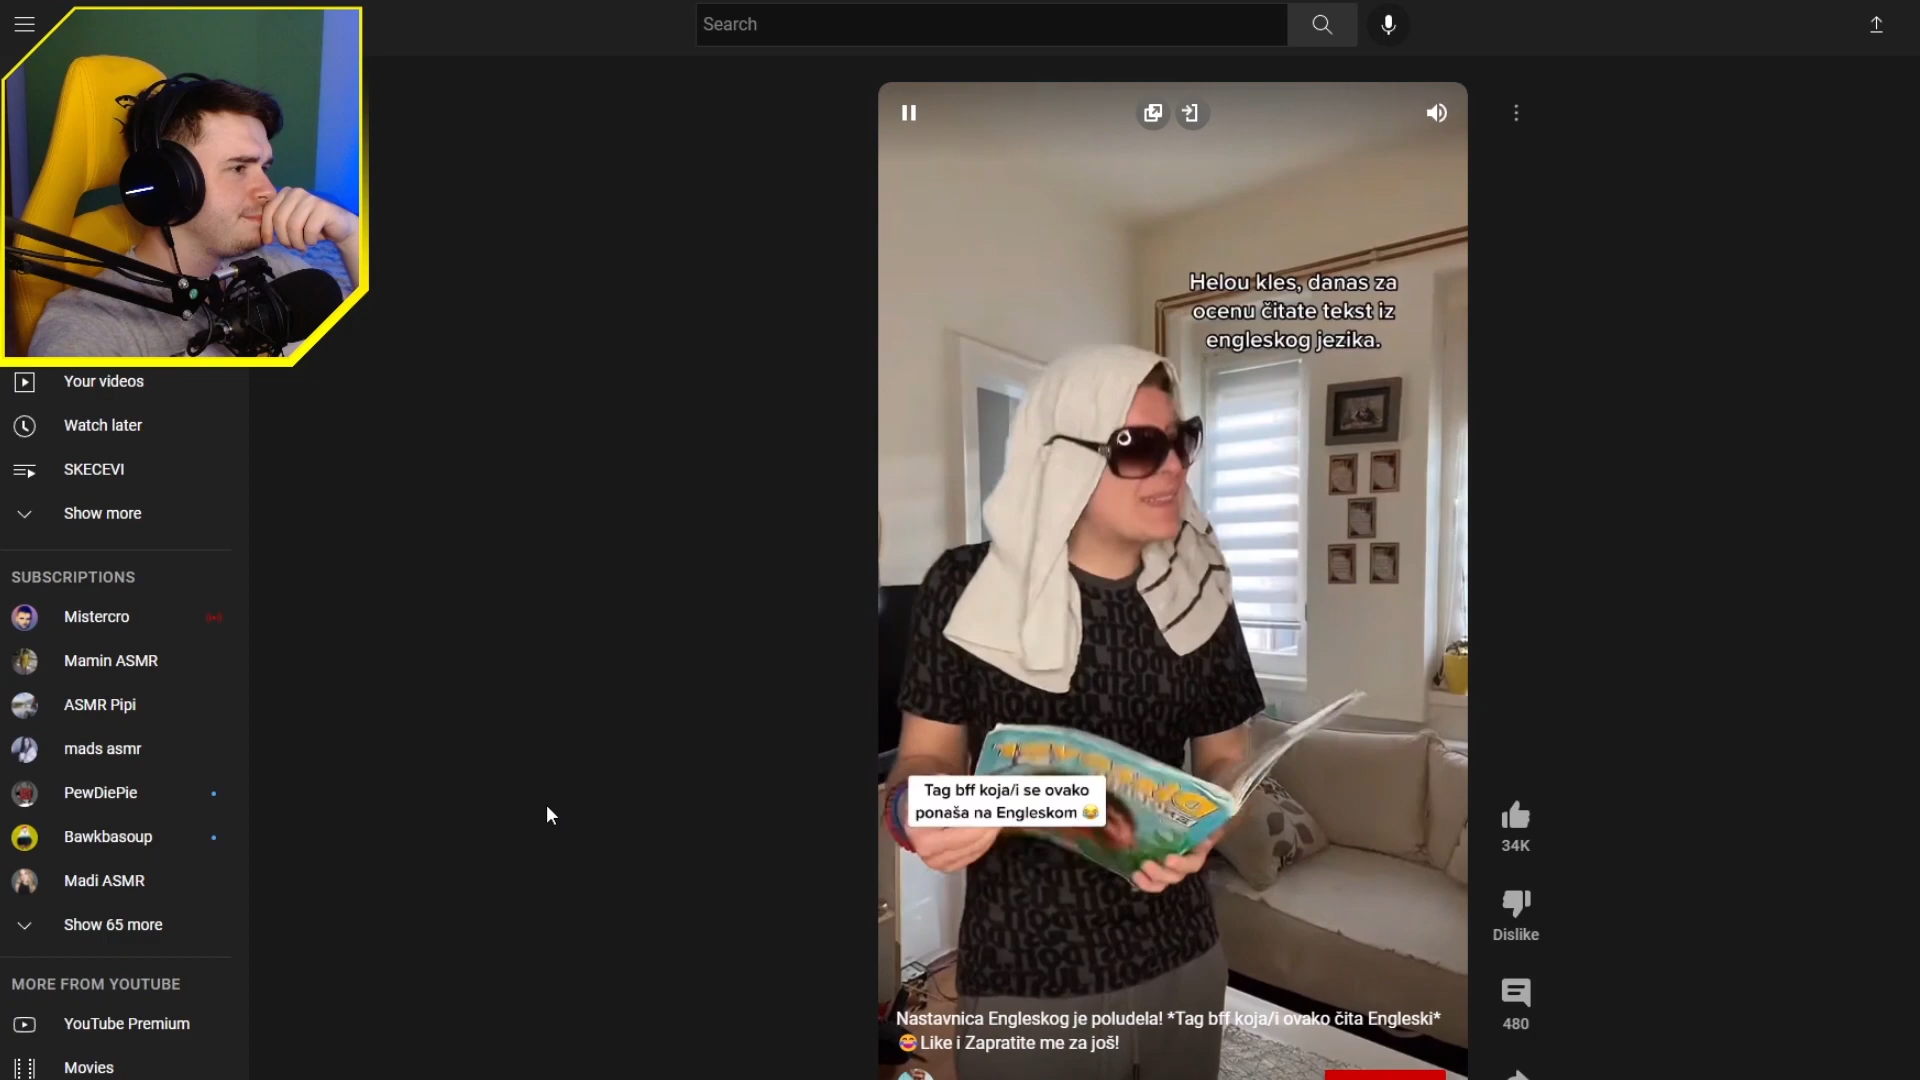 Search
Your videos
Watch later
SKECEVI
Show more
SUBSCRIPTIONS
Mistercro
Mamin ASMR
ASMR Pipi
mads asmr
PewDiePie
Bawkbasoup
Madi ASMR
Show 65 more
MORE FROM YOUTUBE
YouTube Premium
Movies
Helou kles, danas za
ocenu čitate tekst iz
engleskog jezika.
Tag bff koja/i se ovako
ponaša na Engleskom 😂
Nastavnica Engleskog je poludela! *Tag bff koja/i ovako čita Engleski*
😂 Like i Zapratite me za još!
34K
Dislike
480